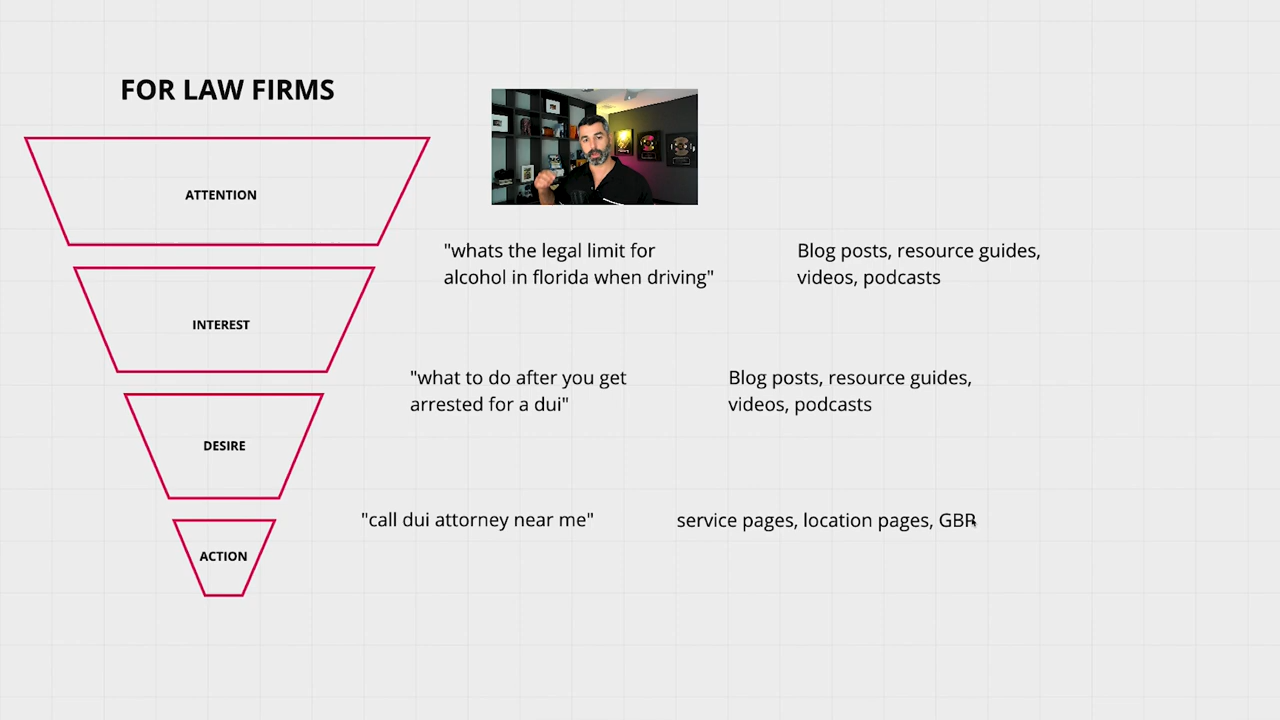 FOR LAW FIRMS
ATTENTION
"whats the legal limit for
alcohol in florida when driving"
Blog posts, resource guides,
videos, podcasts
INTEREST
"what to do after you get
arrested for a dui"
Blog posts, resource guides,
videos, podcasts
DESIRE
"call dui attorney near me"
service pages, location pages, GBP
ACTION